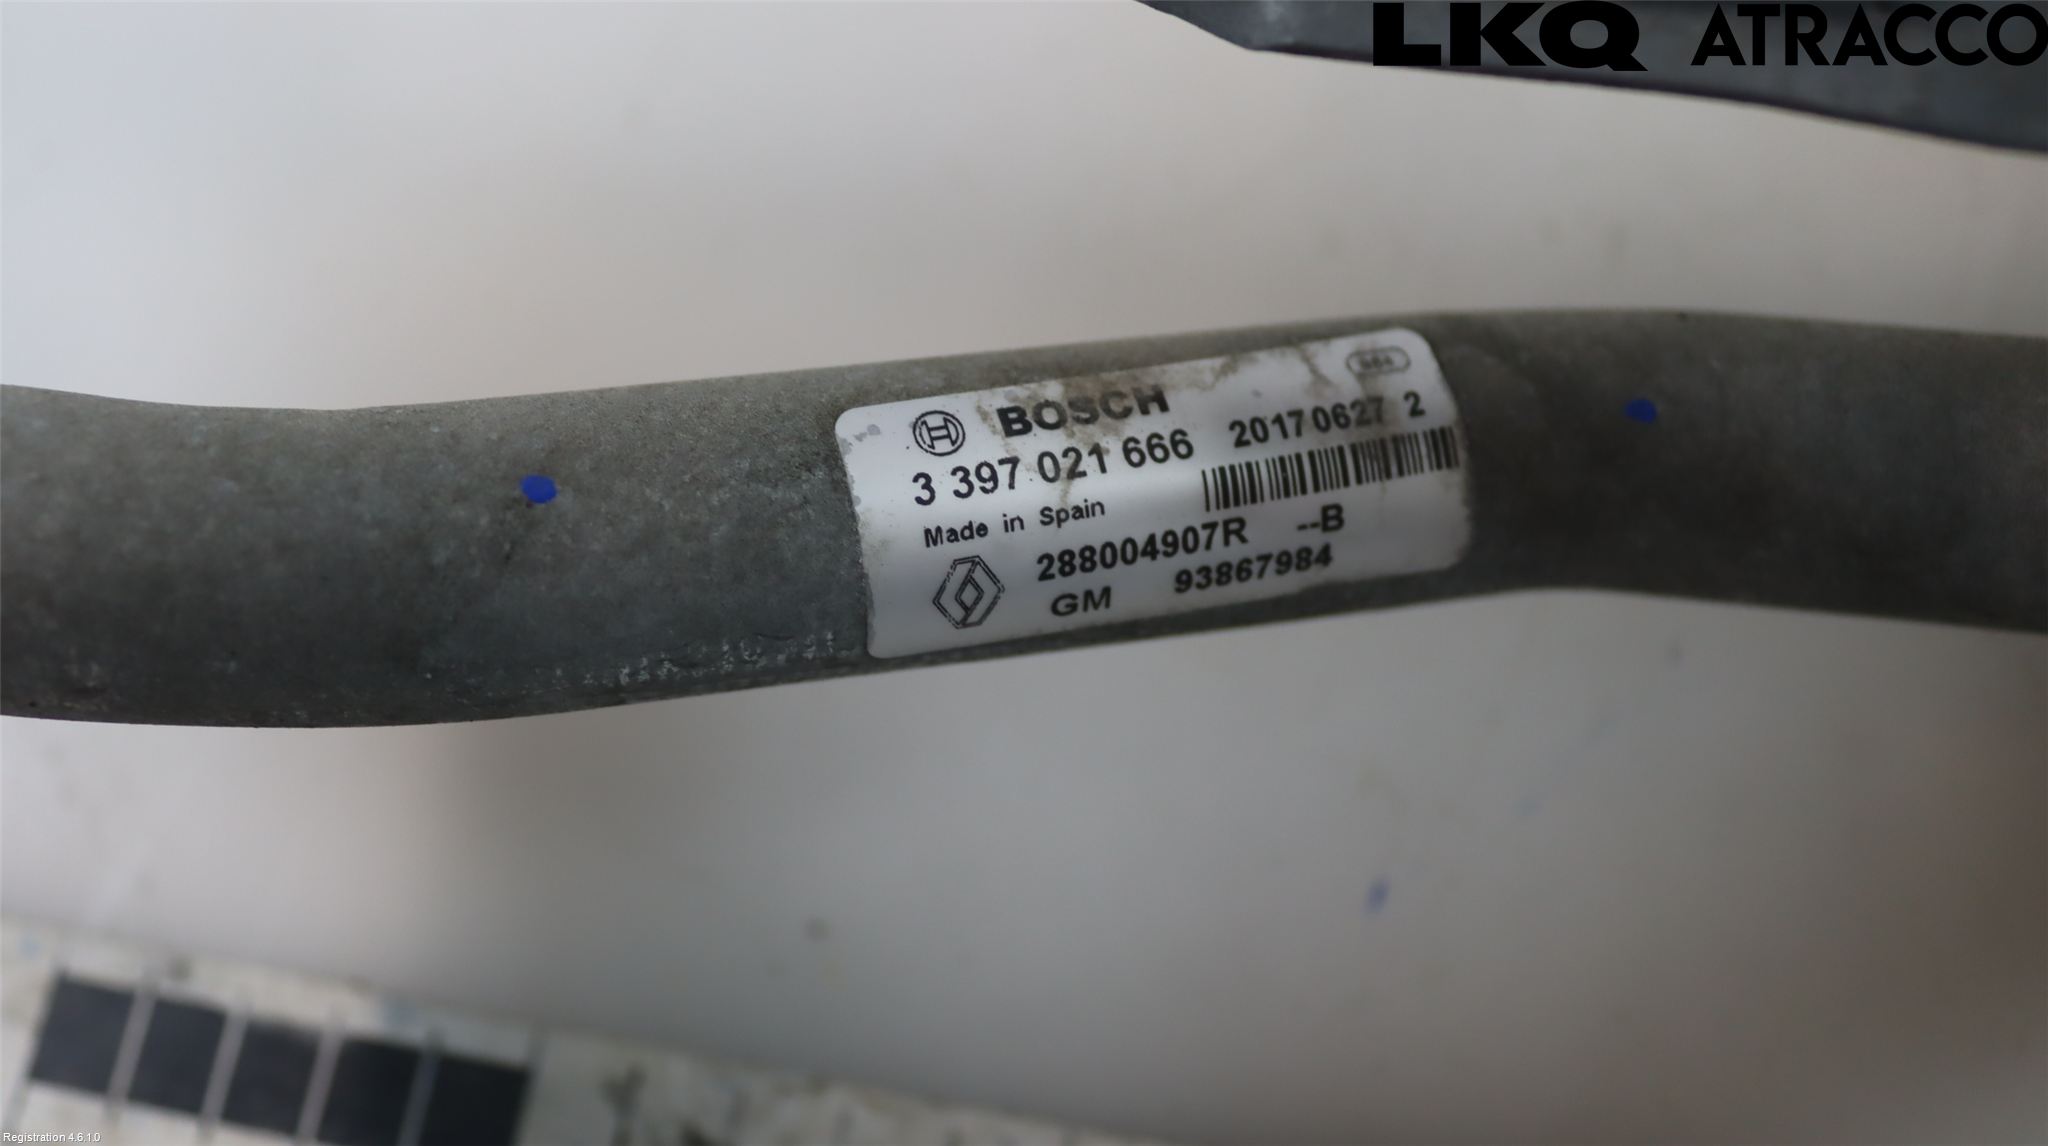 LKQ ATRACCO
BOSCH
3 397 021 666 20170627 2
Made in Spain
288004907R --B
GM 93867984
Registration 4.6.1.0